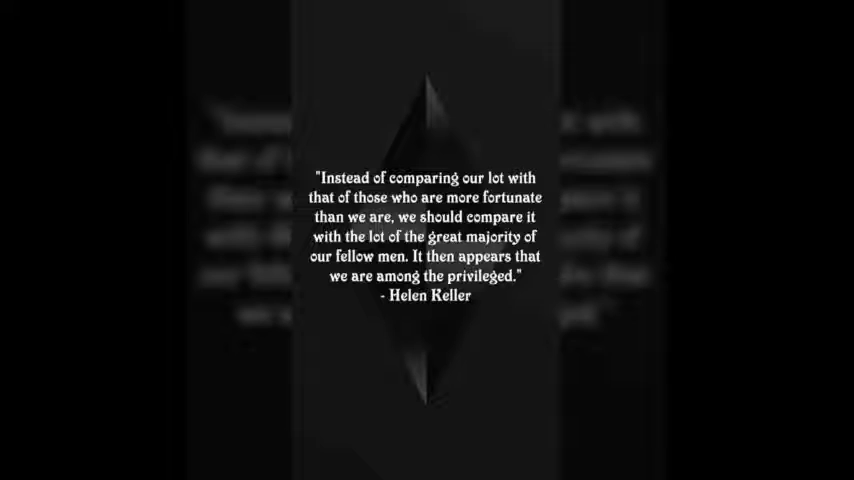 "Instead of comparing our lot with
that of those who are more fortunate
than we are, we should compare it
with the lot of the great majority of
our fellow men. It then appears that
we are among the privileged."
- Helen Keller